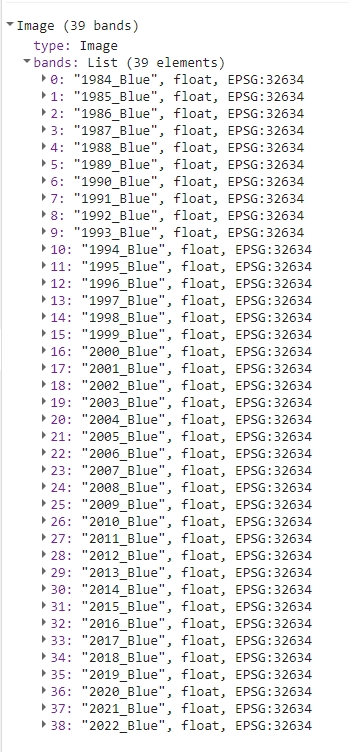 Image (39 bands)
type: Image
bands: List (39 elements)
0: "1984_Blue", float, EPSG:32634
1: "1985_Blue", float, EPSG:32634
2: "1986_Blue", float, EPSG:32634
3: "1987_Blue", float, EPSG:32634
4: "1988_Blue", float, EPSG:32634
5: "1989_Blue", float, EPSG:32634
6: "1990_Blue", float, EPSG:32634
7: "1991_Blue", float, EPSG:32634
8: "1992_Blue", float, EPSG:32634
9: "1993_Blue", float, EPSG:32634
10: "1994_Blue", float, EPSG:32634
11: "1995_Blue", float, EPSG:32634
12: "1996_Blue", float, EPSG:32634
13: "1997_Blue", float, EPSG:32634
14: "1998_Blue", float, EPSG:32634
15: "1999_Blue", float, EPSG:32634
16: "2000_Blue", float, EPSG:32634
17: "2001_Blue", float, EPSG:32634
18: "2002_Blue", float, EPSG:32634
19: "2003_Blue", float, EPSG:32634
20: "2004_Blue", float, EPSG:32634
21: "2005_Blue", float, EPSG:32634
22: "2006_Blue", float, EPSG:32634
23: "2007_Blue", float, EPSG:32634
24: "2008_Blue", float, EPSG:32634
25: "2009_Blue", float, EPSG:32634
26: "2010_Blue", float, EPSG:32634
27: "2011_Blue", float, EPSG:32634
28: "2012_Blue", float, EPSG:32634
29: "2013_Blue", float, EPSG:32634
30: "2014_Blue", float, EPSG:32634
31: "2015_Blue", float, EPSG:32634
32: "2016_Blue", float, EPSG:32634
33: "2017_Blue", float, EPSG:32634
34: "2018_Blue", float, EPSG:32634
35: "2019_Blue", float, EPSG:32634
36: "2020_Blue", float, EPSG:32634
37: "2021_Blue", float, EPSG:32634
38: "2022_Blue", float, EPSG:32634